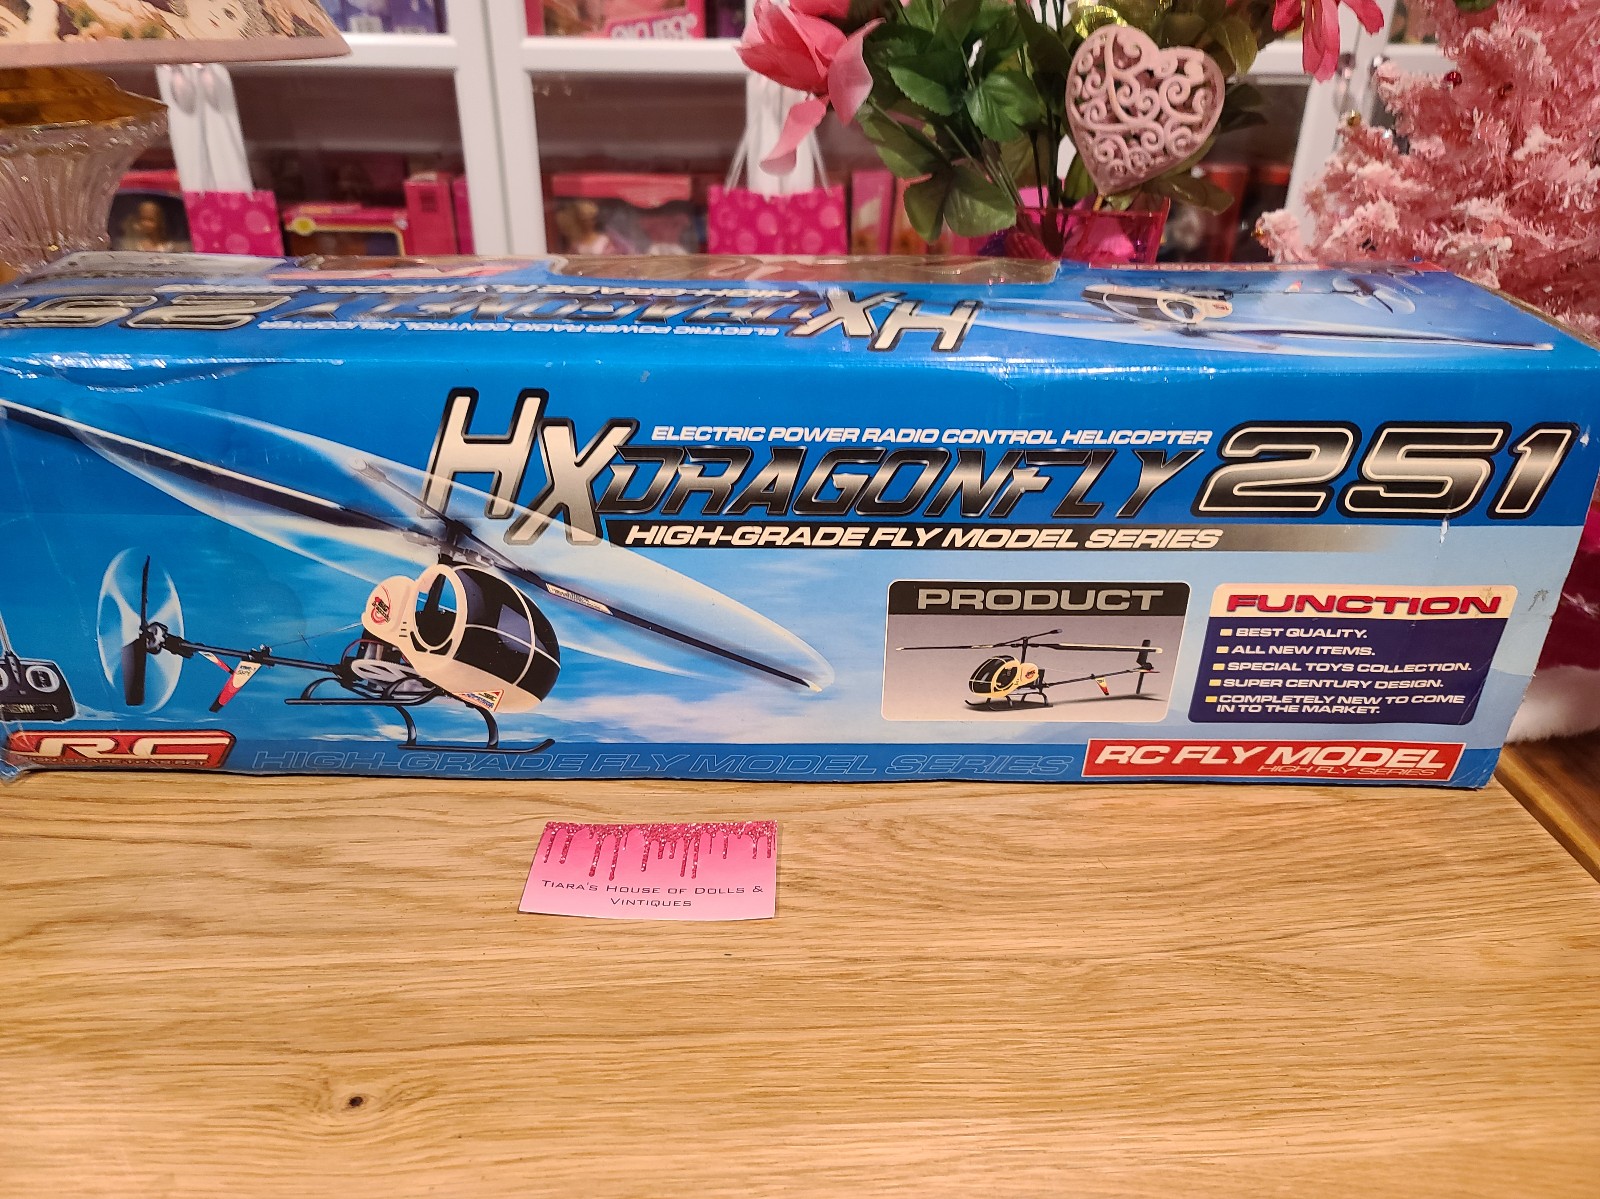 HX DRAGONFLY 251
ELECTRIC POWER RADIO CONTROL HELICOPTER
ELECTRIC POWER RADIO CONTROL HELICOPTER
HX DRAGONFLY 251
HIGH-GRADE FLY MODEL SERIES
PRODUCT
FUNCTION
BEST QUALITY.
ALL NEW ITEMS.
SPECIAL TOYS COLLECTION.
SUPER CENTURY DESIGN.
COMPLETELY NEW TO COME
IN TO THE MARKET.
RC
HIGH-GRADE FLY MODEL SERIES
RC FLY MODEL
HIGH FLY SERIES
TIARA'S HOUSE OF DOLLS &
VINTIQUES